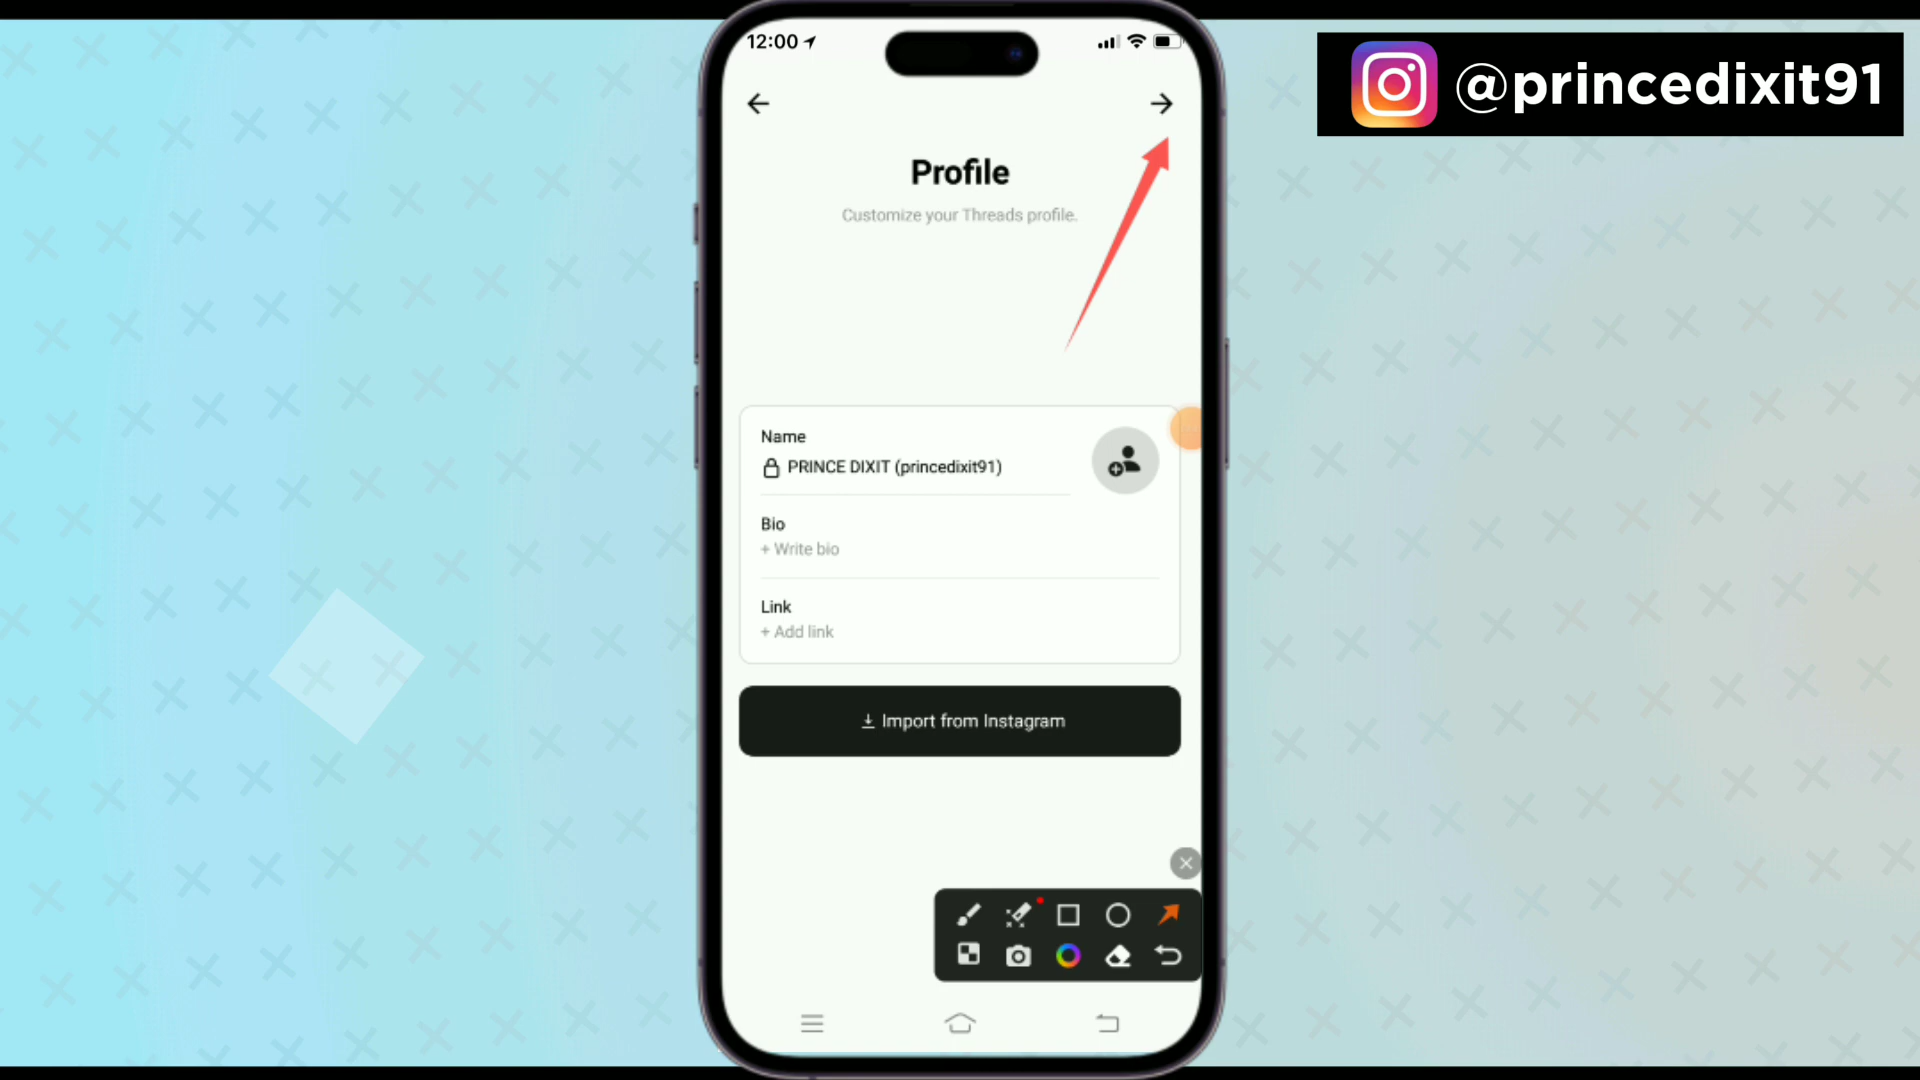 12:00
@princedixit91
Profile
Customize your Threads profile.
Name
PRINCE DIXIT (princedixit91)
Bio
+ Write bio
Link
+ Add link
Import from Instagram